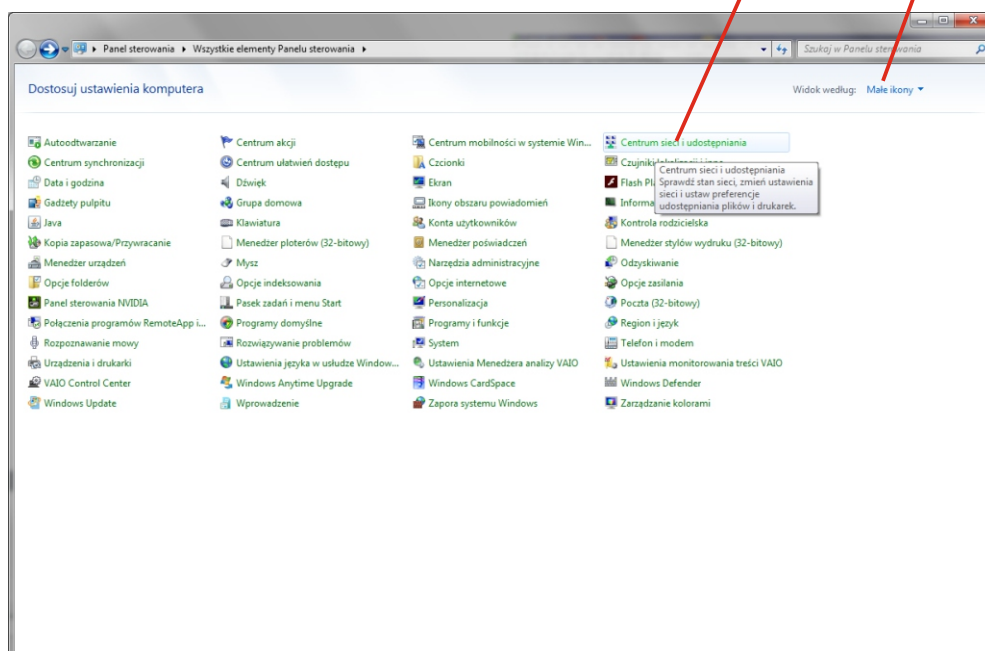 Panel sterowania ▸ Wszystkie elementy Panelu sterowania ▸
Szukaj w Panelu sterowania
Dostosuj ustawienia komputera
Widok według: Małe ikony
Autoodtwarzanie
Centrum akcji
Centrum mobilności w systemie Win...
Centrum sieci i udostępniania
Centrum synchronizacji
Centrum ułatwień dostępu
Czcionki
Czujniki lokalizacji i inne
Data i godzina
Dźwięk
Ekran
Flash Pl
Gadżety pulpitu
Grupa domowa
Ikony obszaru powiadomień
Informa
Centrum sieci i udostępniania
Sprawdź stan sieci, zmień ustawienia
sieci i ustaw preferencje
udostępniania plików i drukarek.
Java
Klawiatura
Konta użytkowników
Kontrola rodzicielska
Kopia zapasowa/Przywracanie
Menedżer ploterów (32-bitowy)
Menedżer poświadczeń
Menedżer stylów wydruku (32-bitowy)
Menedżer urządzeń
Mysz
Narzędzia administracyjne
Odzyskiwanie
Opcje folderów
Opcje indeksowania
Opcje internetowe
Opcje zasilania
Panel sterowania NVIDIA
Pasek zadań i menu Start
Personalizacja
Poczta (32-bitowy)
Połączenia programów RemoteApp i...
Programy domyślne
Programy i funkcje
Region i język
Rozpoznawanie mowy
Rozwiązywanie problemów
System
Telefon i modem
Urządzenia i drukarki
Ustawienia języka w usłudze Window...
Ustawienia Menedżera analizy VAIO
Ustawienia monitorowania treści VAIO
VAIO Control Center
Windows Anytime Upgrade
Windows CardSpace
Windows Defender
Windows Update
Wprowadzenie
Zapora systemu Windows
Zarządzanie kolorami